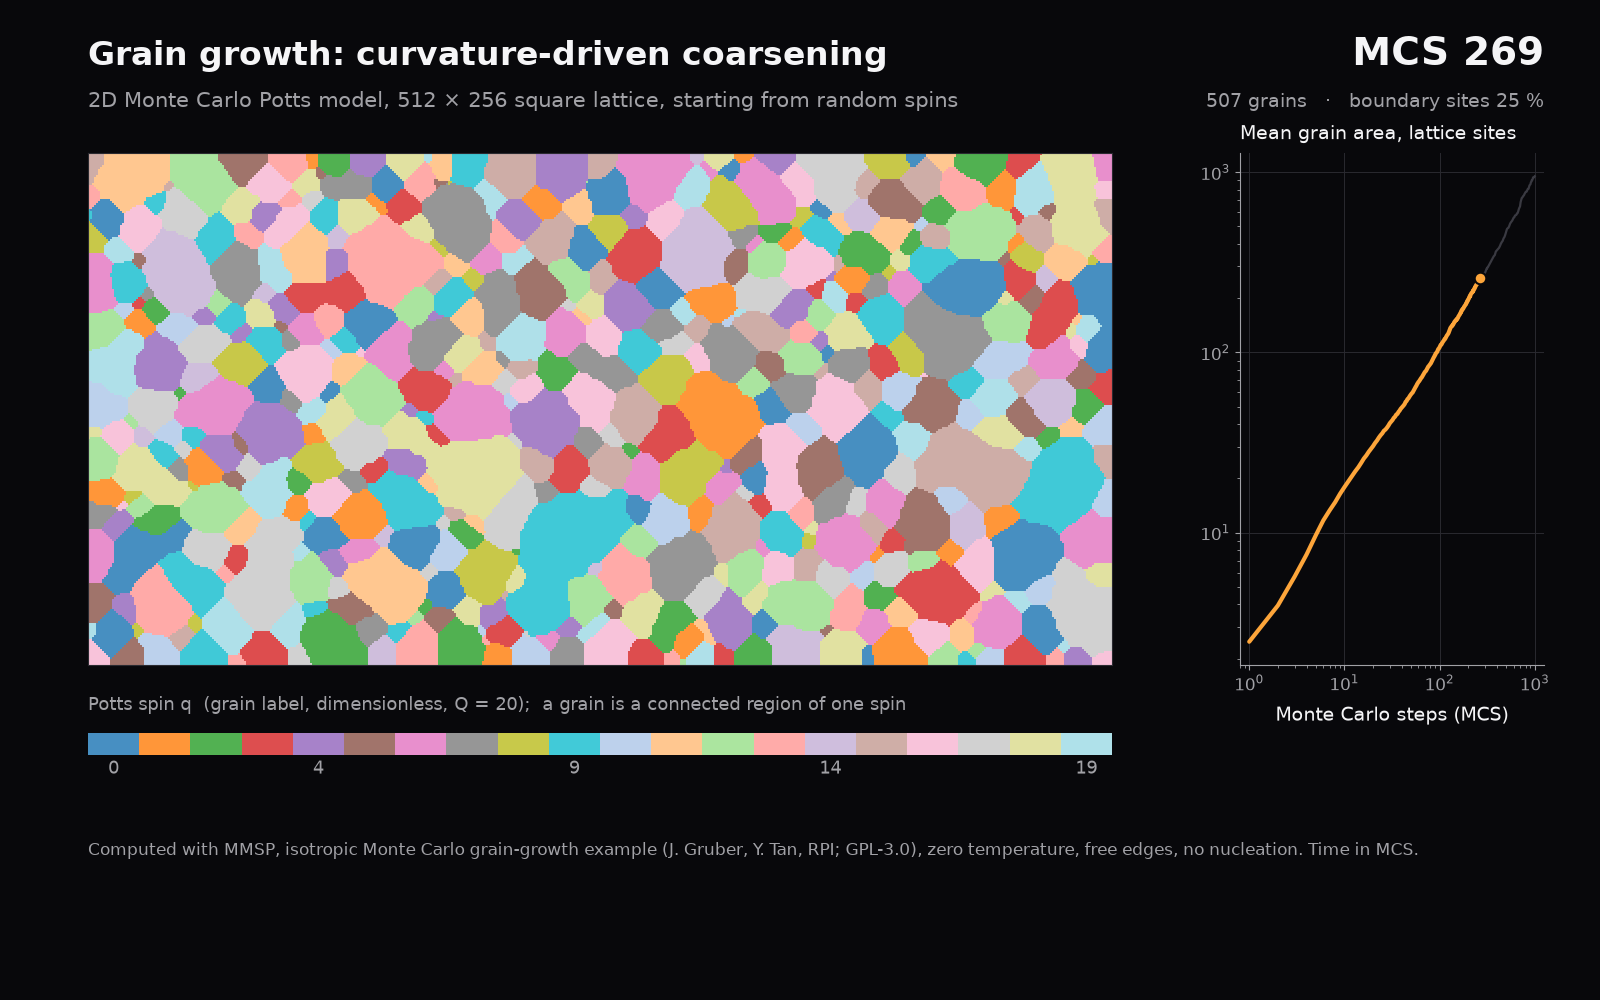 Grain growth: curvature-driven coarsening
MCS 269
2D Monte Carlo Potts model, 512 × 256 square lattice, starting from random spins
507 grains · boundary sites 25 %
Mean grain area, lattice sites
10³
10²
10¹
10⁰ 10¹ 10² 10³
Monte Carlo steps (MCS)
Potts spin q (grain label, dimensionless, Q = 20); a grain is a connected region of one spin
0 4 9 14 19
Computed with MMSP, isotropic Monte Carlo grain-growth example (J. Gruber, Y. Tan, RPI; GPL-3.0), zero temperature, free edges, no nucleation. Time in MCS.